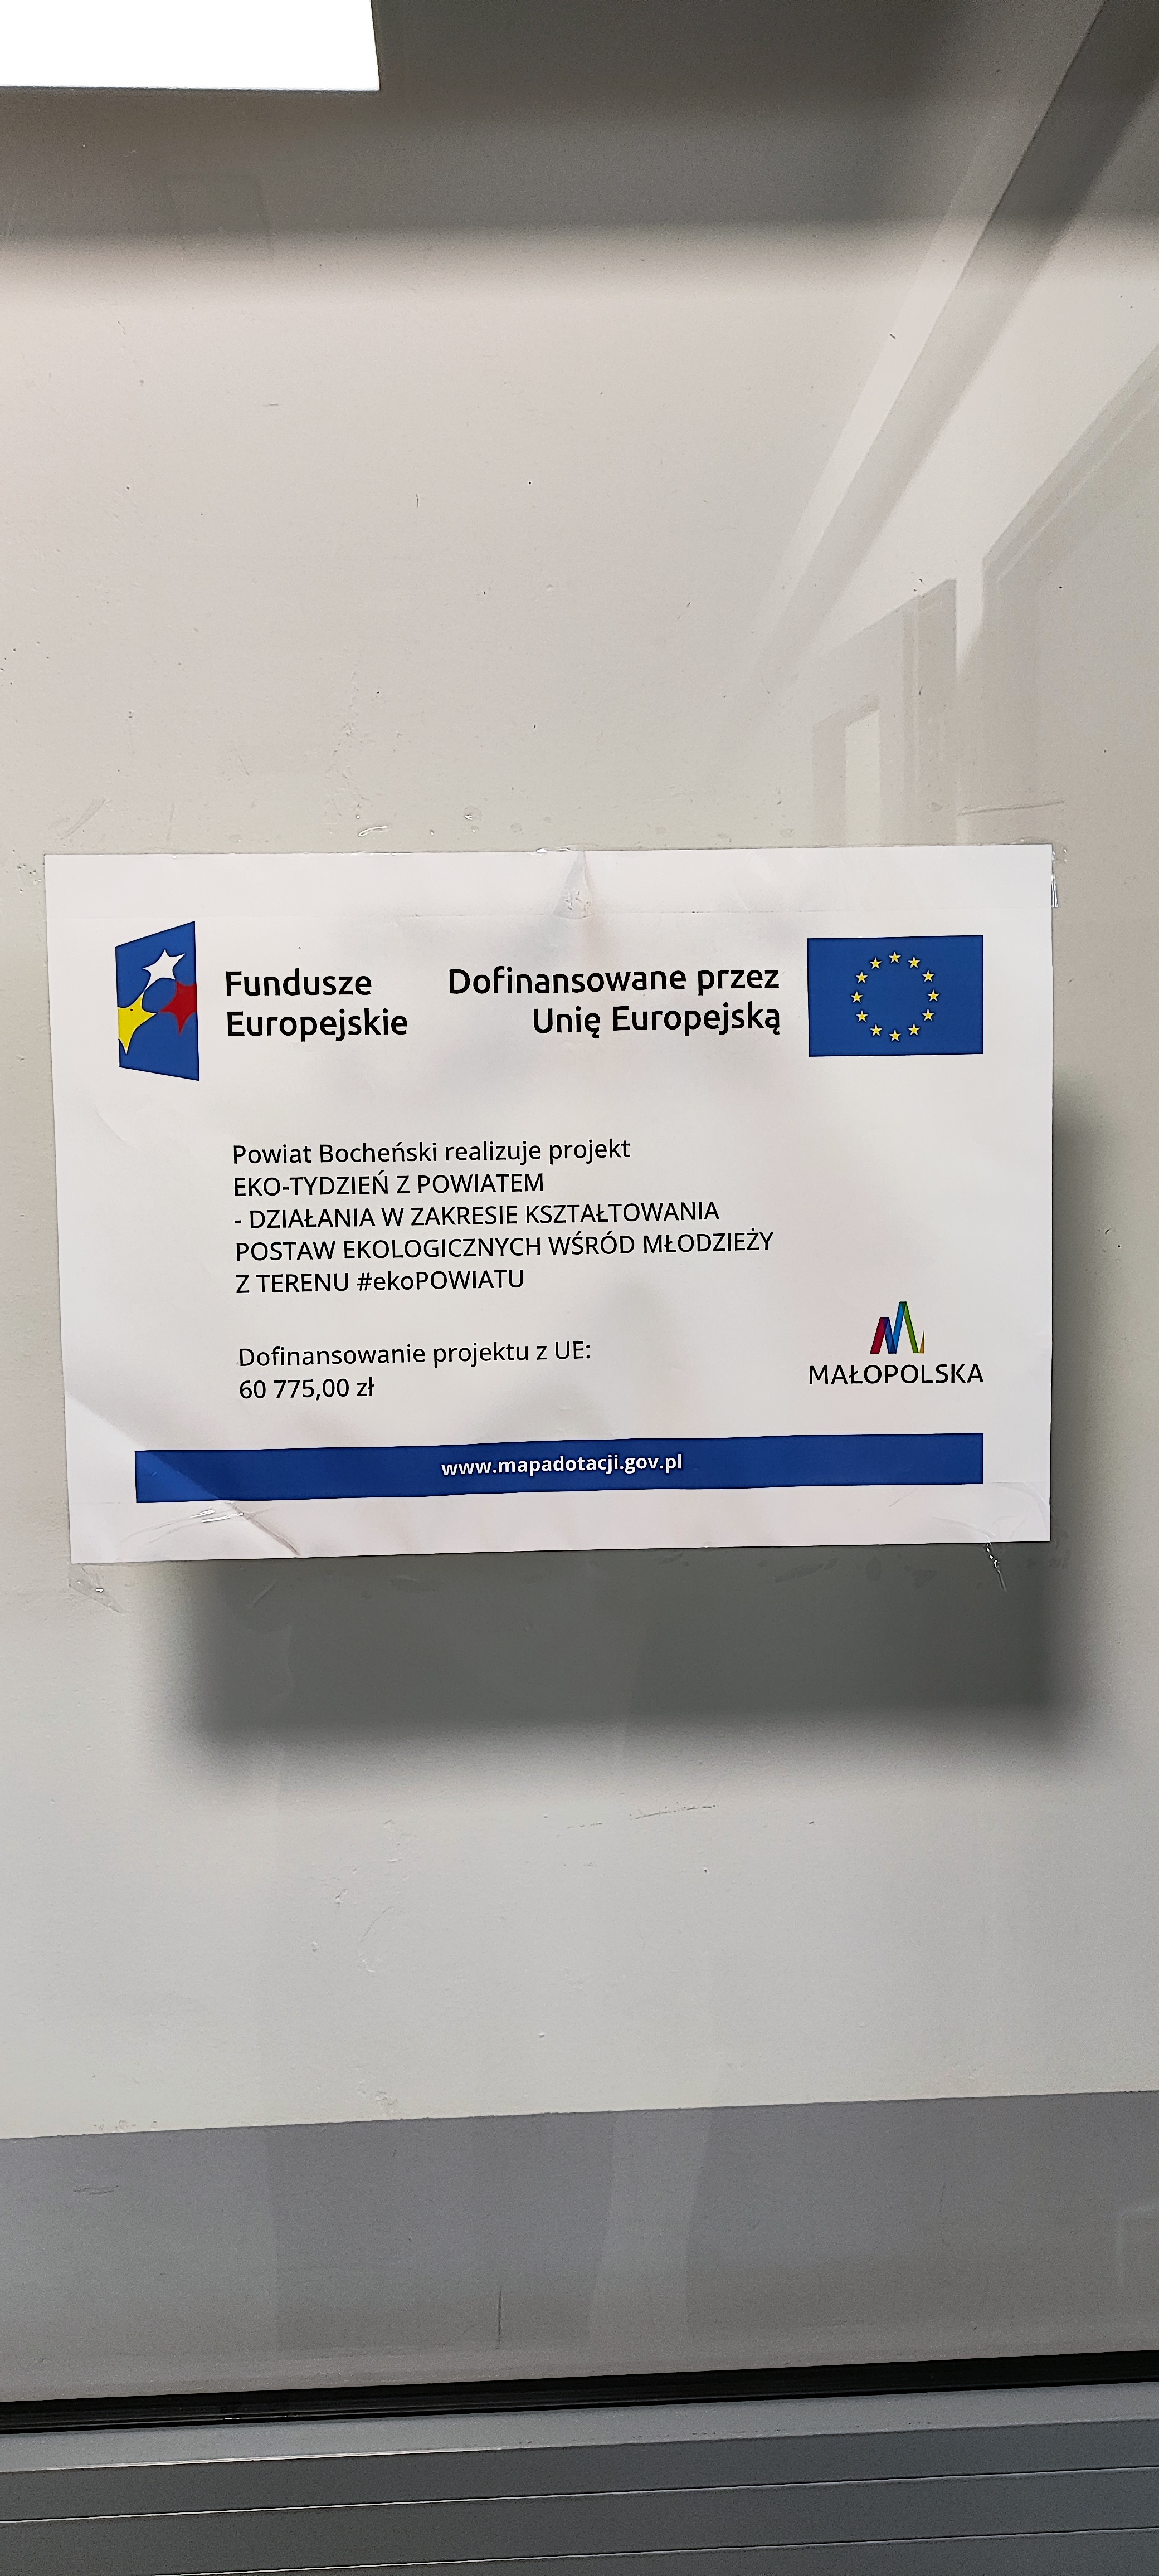 Fundusze
Europejskie
Dofinansowane przez
Unię Europejską
Powiat Bocheński realizuje projekt
EKO-TYDZIEŃ Z POWIATEM
- DZIAŁANIA W ZAKRESIE KSZTAŁTOWANIA
POSTAW EKOLOGICZNYCH WŚRÓD MŁODZIEŻY
Z TERENU #ekoPOWIATU
Dofinansowanie projektu z UE:
60 775,00 zł
MAŁOPOLSKA
www.mapadotacji.gov.pl